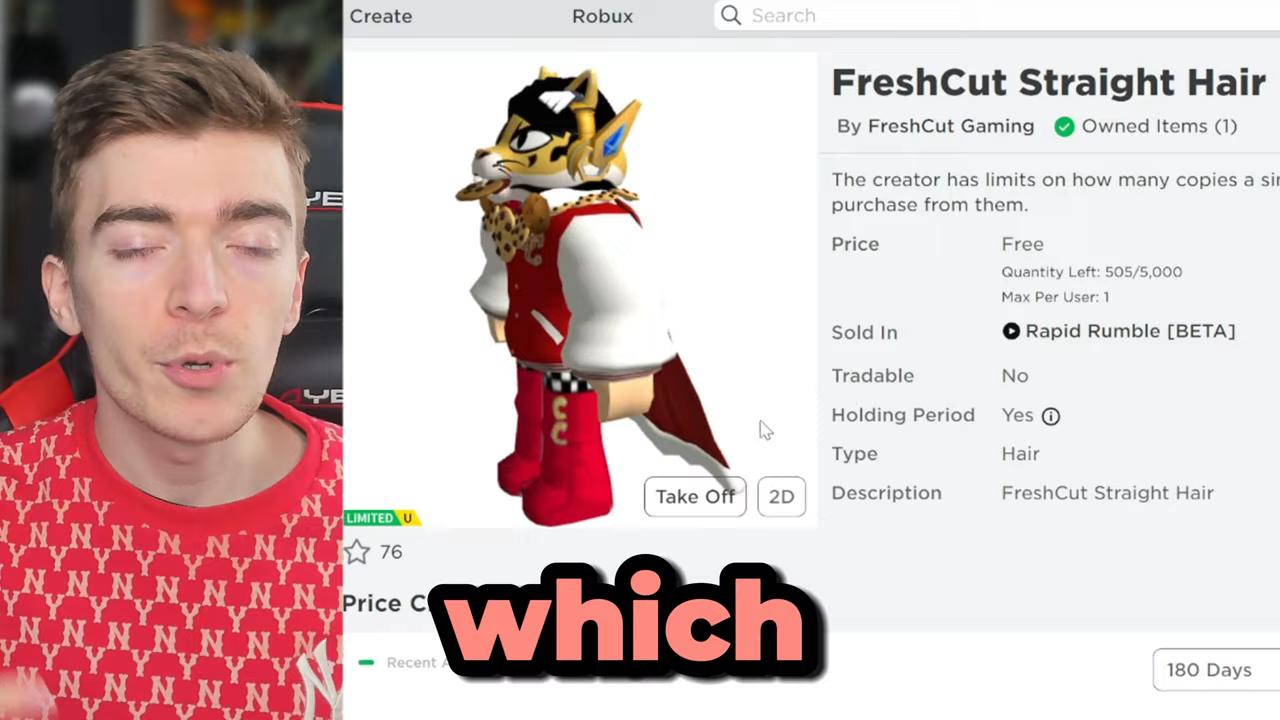 Create
Robux
Search
FreshCut Straight Hair
By FreshCut Gaming
Owned Items (1)
The creator has limits on how many copies a
purchase from them.
Price
Free
Quantity Left: 505/5,000
Max Per User: 1
Sold In
Rapid Rumble [BETA]
Tradable
No
Holding Period
Yes
Type
Hair
Description
FreshCut Straight Hair
Take Off
2D
LIMITED U
76
Price
which
Recent
180 Days